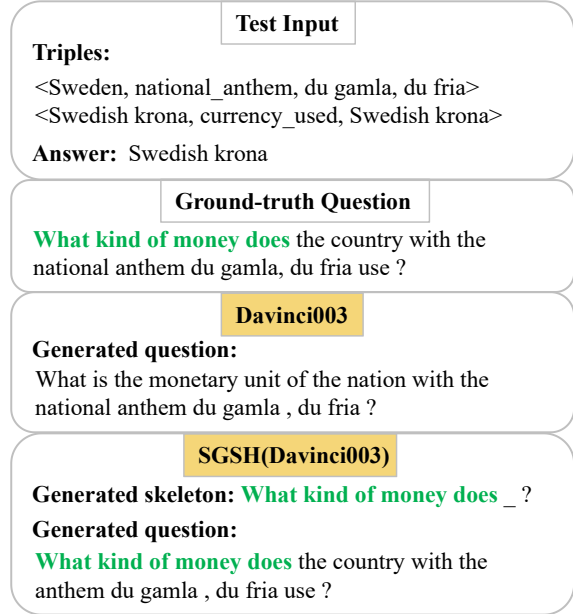 Test Input
Triples:
<Sweden, national_anthem, du gamla, du fria>
<Swedish krona, currency_used, Swedish krona>
Answer: Swedish krona
Ground-truth Question
What kind of money does the country with the
national anthem du gamla, du fria use ?
Davinci003
Generated question:
What is the monetary unit of the nation with the
national anthem du gamla , du fria ?
SGSH(Davinci003)
Generated skeleton: What kind of money does _ ?
Generated question:
What kind of money does the country with the
anthem du gamla , du fria use ?